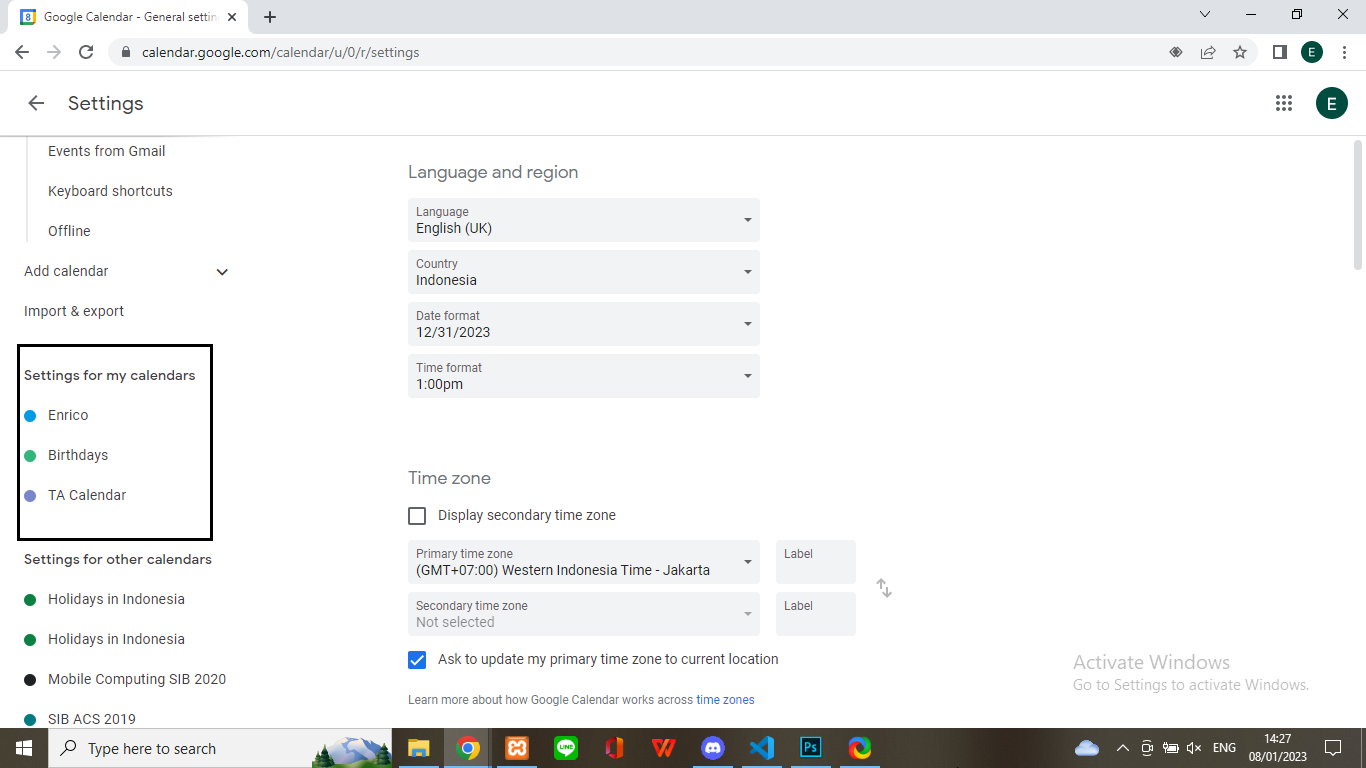 Google Calendar - General settin
calendar.google.com/calendar/u/0/r/settings
E
Settings
E
Events from Gmail
Keyboard shortcuts
Offline
Add calendar
Import & export
Settings for my calendars
Enrico
Birthdays
TA Calendar
Settings for other calendars
Holidays in Indonesia
Holidays in Indonesia
Mobile Computing SIB 2020
SIB ACS 2019
Language and region
Language
English (UK)
Country
Indonesia
Date format
12/31/2023
Time format
1:00pm
Time zone
Display secondary time zone
Primary time zone
(GMT+07:00) Western Indonesia Time - Jakarta
Label
Secondary time zone
Not selected
Label
Ask to update my primary time zone to current location
Learn more about how Google Calendar works across time zones
Activate Windows
Go to Settings to activate Windows.
Type here to search
LINE
Ps
ENG
14:27
08/01/2023